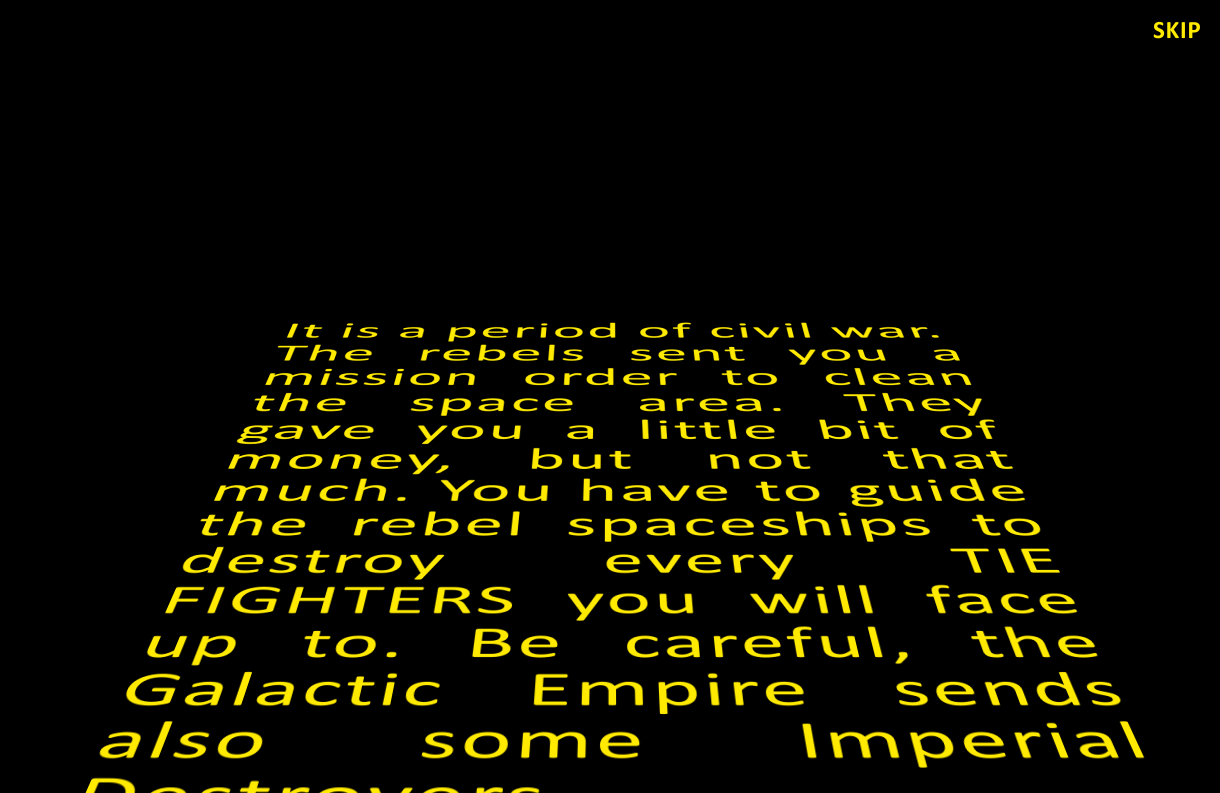 SKIP
It is a period of civil war.
The rebels sent you a
mission order to clean
the space area. They
gave you a little bit of
money, but not that
much. You have to guide
the rebel spaceships to
destroy every TIE
FIGHTERS you will face
up to. Be careful, the
Galactic Empire sends
also some Imperial
Destroyers